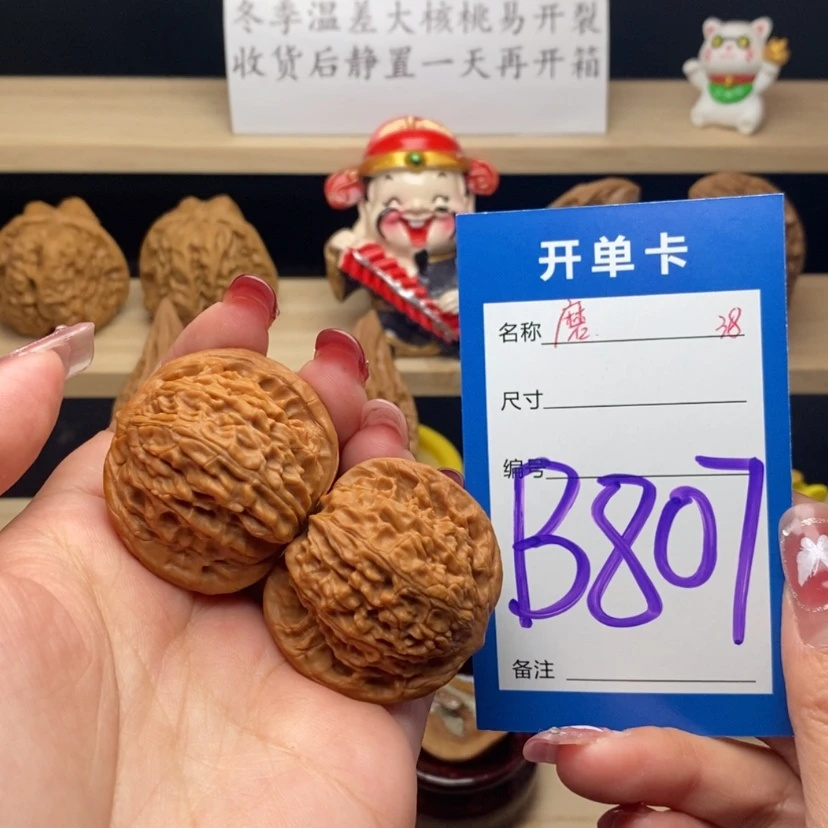 冬季温差大核桃易开裂
收货后静置一天再开箱
开单卡
名称 磨 38
尺寸
编号 B807
备注